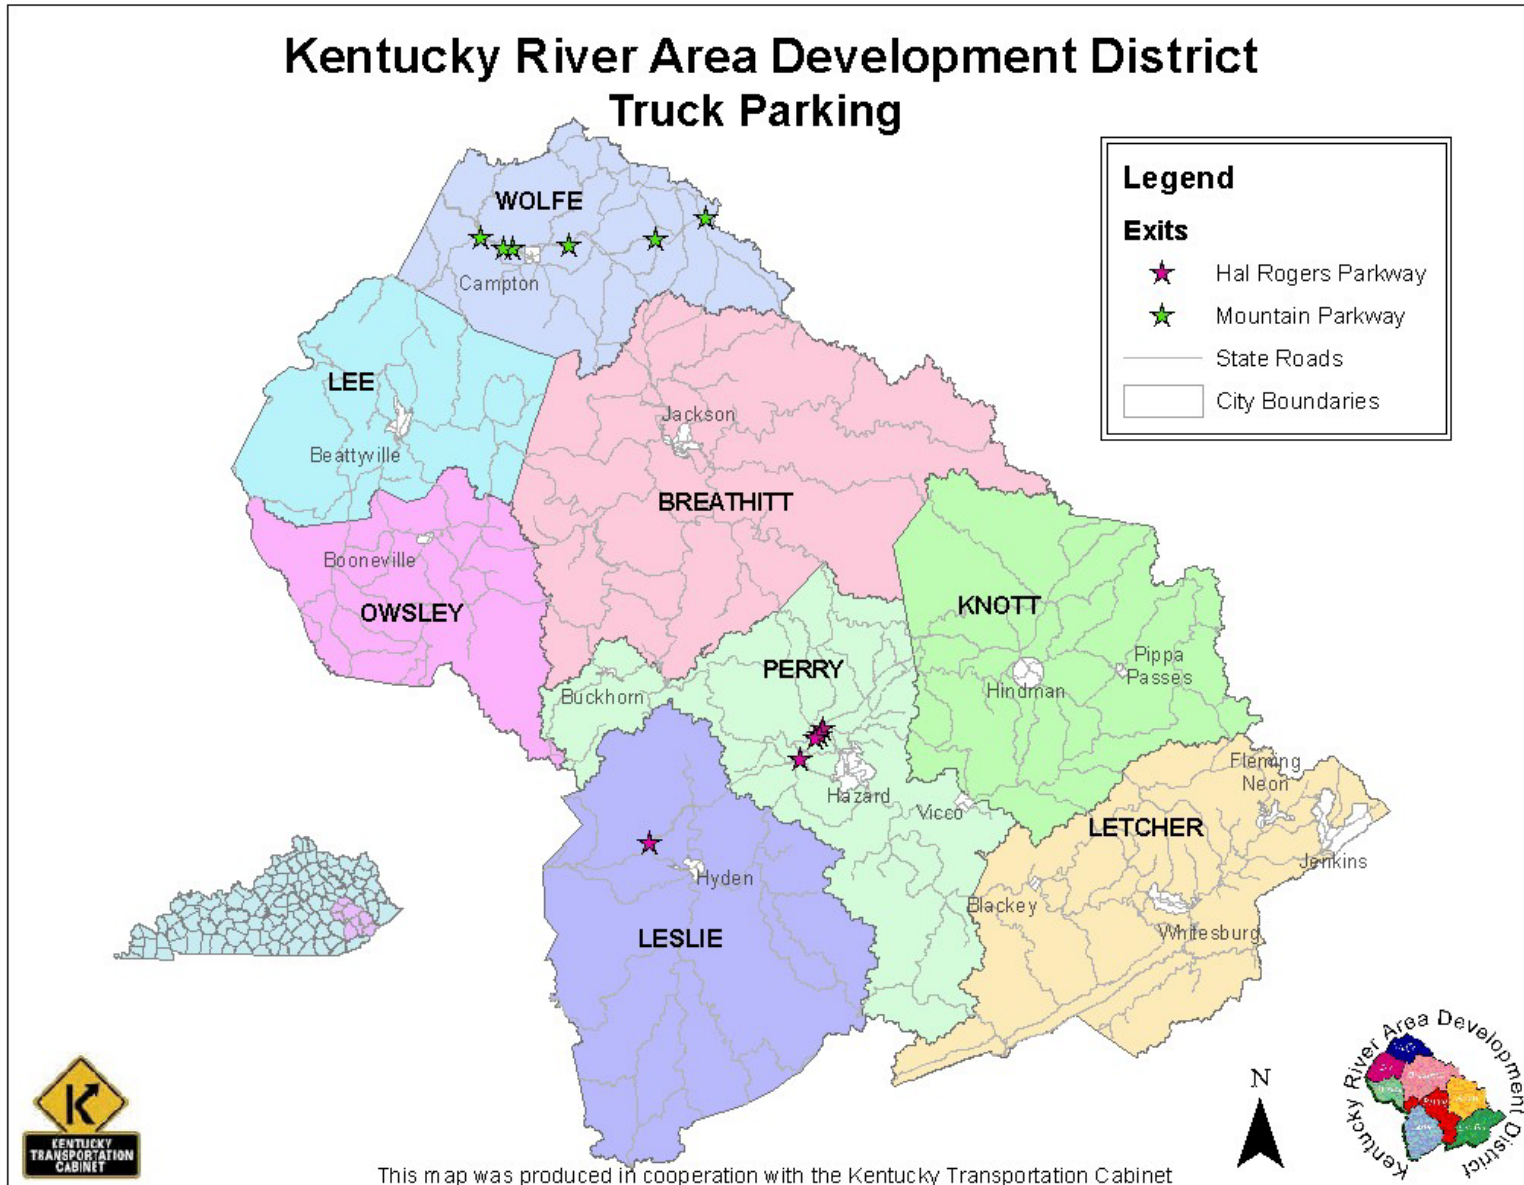 Kentucky River Area Development District
Truck Parking
Legend
Exits
Hal Rogers Parkway
Mountain Parkway
State Roads
City Boundaries
WOLFE
Campton
LEE
Beattyville
Jackson
BREATHITT
Booneville
OWSLEY
KNOTT
Pippa
Passes
Hindman
PERRY
Buckhorn
Hazard
Vicco
Fleming
Neon
LETCHER
Jenkins
Hyden
Blackey
Whitesburg
LESLIE
N
Kentucky River Area Development District
KENTUCKY
TRANSPORTATION
CABINET
This map was produced in cooperation with the Kentucky Transportation Cabinet